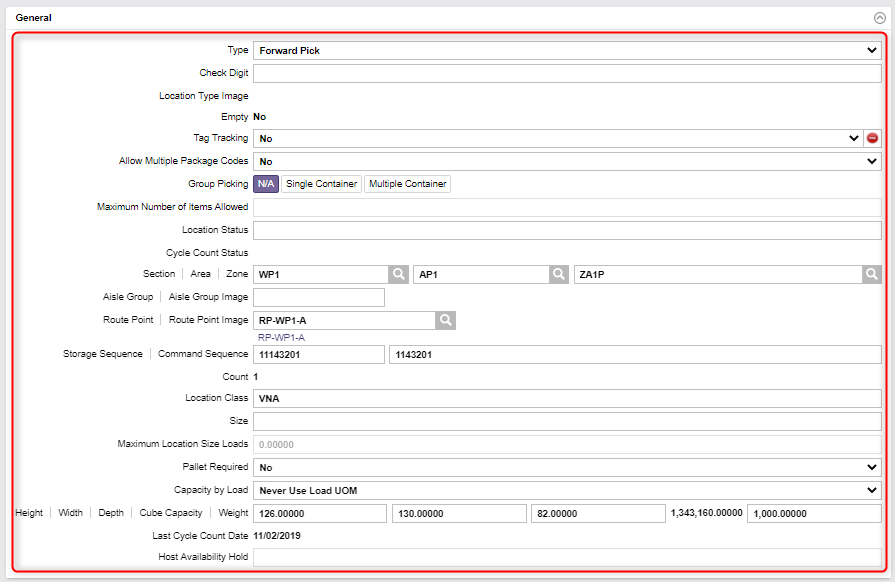 General
Type Forward Pick
Check Digit
Location Type Image
Empty No
Tag Tracking No
Allow Multiple Package Codes No
Group Picking N/A Single Container Multiple Container
Maximum Number of Items Allowed
Location Status
Cycle Count Status
Section | Area | Zone WP1 AP1 ZA1P
Aisle Group | Aisle Group Image
Route Point | Route Point Image RP-WP1-A
RP-WP1-A
Storage Sequence | Command Sequence 11143201 1143201
Count 1
Location Class VNA
Size
Maximum Location Size Loads 0.00000
Pallet Required No
Capacity by Load Never Use Load UOM
Height | Width | Depth | Cube Capacity | Weight 126.00000 130.00000 82.00000 1,343,160.00000 1,000.00000
Last Cycle Count Date 11/02/2019
Host Availability Hold